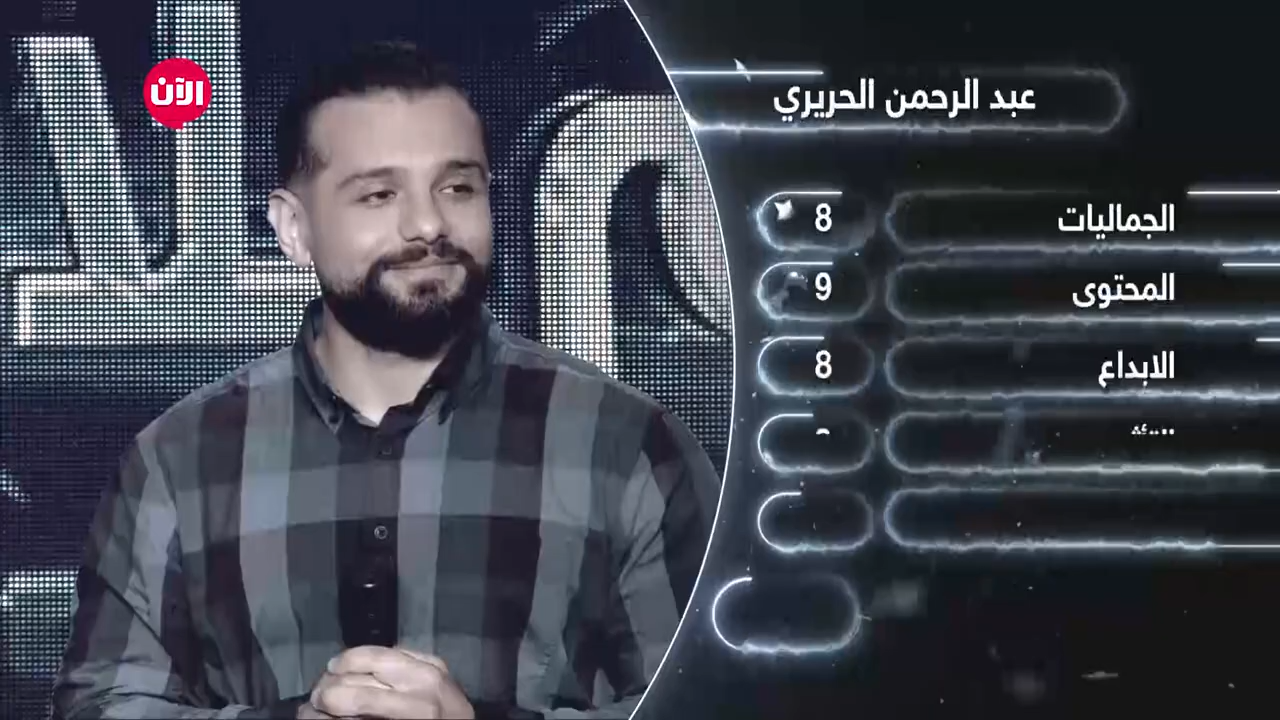 الآن
عبد الرحمن الحريري
الجماليات 8
المحتوى 9
الابداع 8